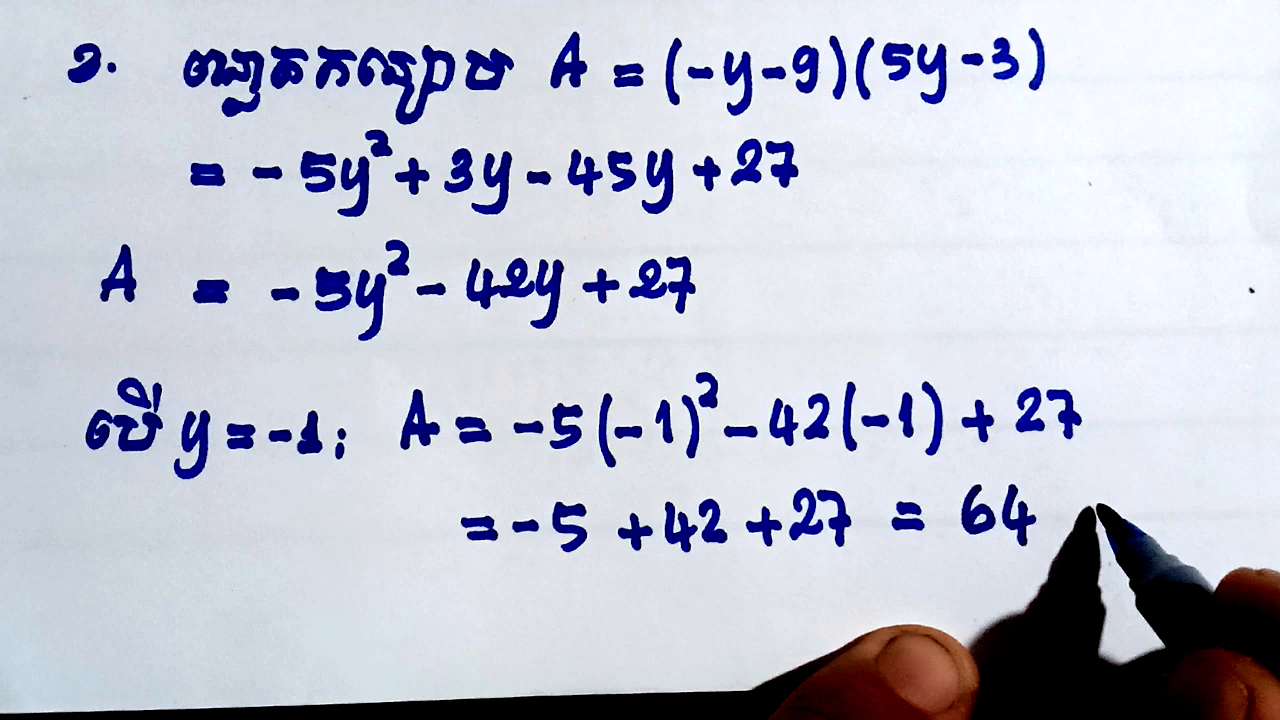 ១. ពន្លាតកន្សោម A = (-y-9)(5y-3)
= -5y²+3y-45y+27
A = -5y²-42y+27
បើ y=-1; A = -5(-1)²-42(-1)+27
=-5+42+27 = 64